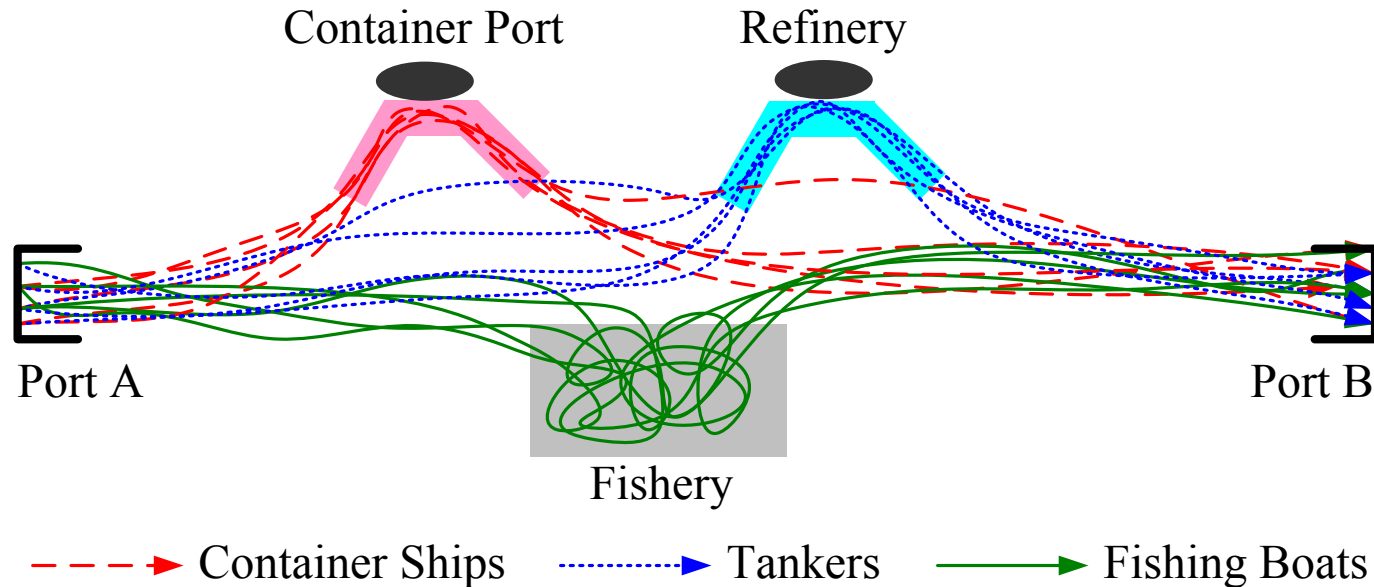 Container Port
Refinery
Port A
Port B
Fishery
Container Ships
Tankers
Fishing Boats